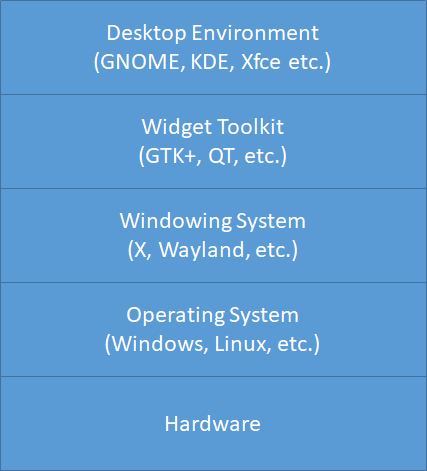 Desktop Environment
(GNOME, KDE, Xfce etc.)
Widget Toolkit
(GTK+, QT, etc.)
Windowing System
(X, Wayland, etc.)
Operating System
(Windows, Linux, etc.)
Hardware